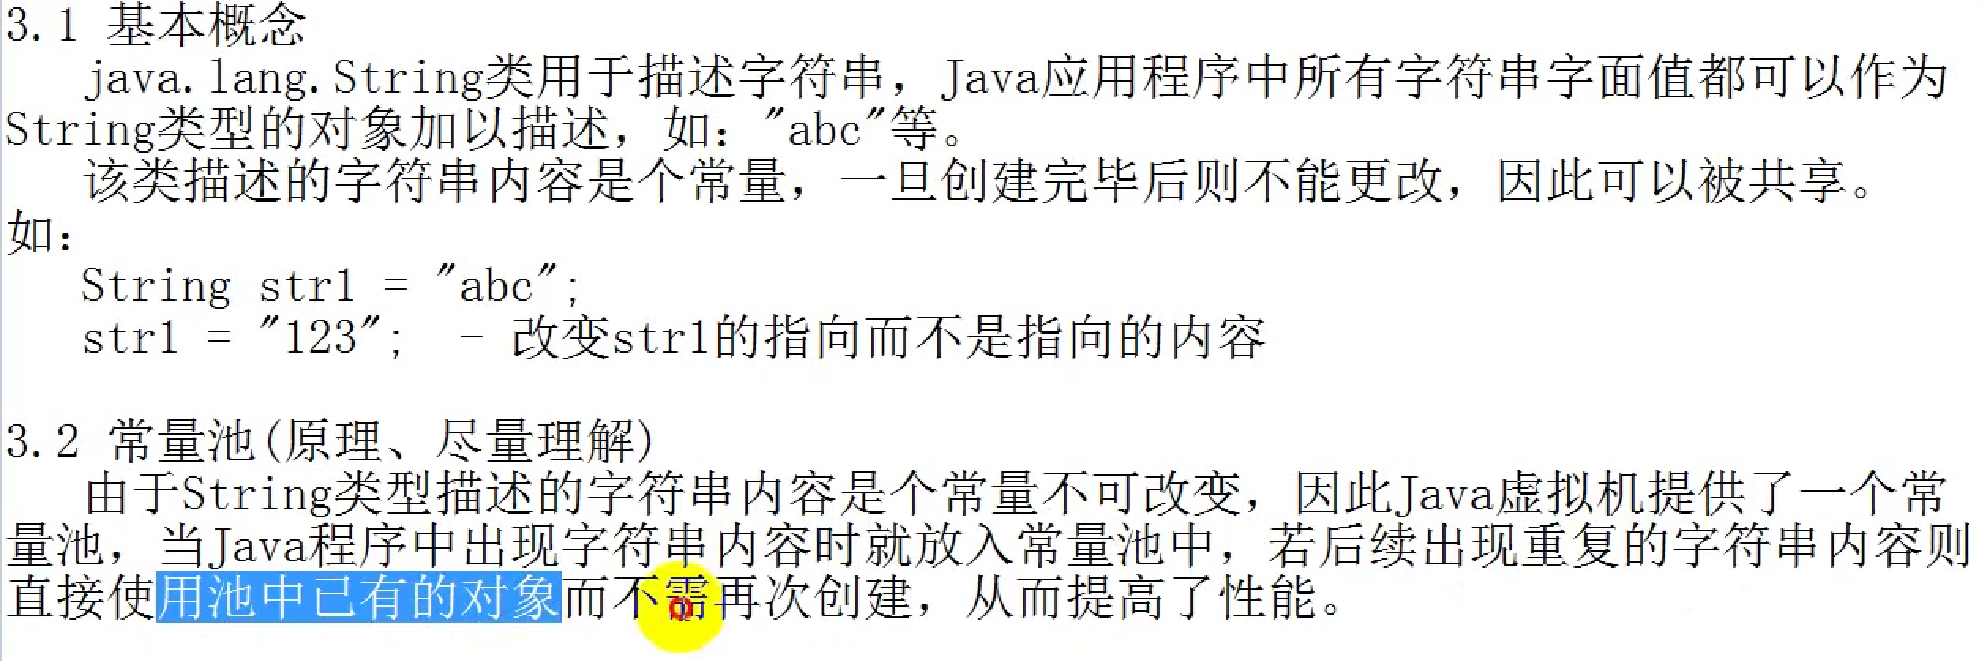 3.1 基本概念
java.lang.String类用于描述字符串，Java应用程序中所有字符串字面值都可以作为
String类型的对象加以描述，如："abc"等。
该类描述的字符串内容是个常量，一旦创建完毕后则不能更改，因此可以被共享。
如：
String str1 = "abc";
str1 = "123";  - 改变str1的指向而不是指向的内容
3.2 常量池(原理、尽量理解)
由于String类型描述的字符串内容是个常量不可改变，因此Java虚拟机提供了一个常
量池，当Java程序中出现字符串内容时就放入常量池中，若后续出现重复的字符串内容则
直接使用池中已有的对象而不需再次创建，从而提高了性能。